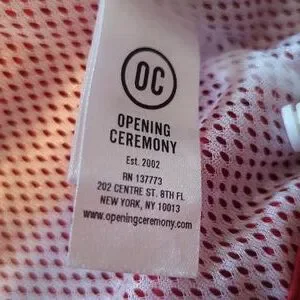 OC
OPENING
CEREMONY
Est. 2002
RN 137773
202 CENTRE ST. 8TH FL
NEW YORK, NY 10013
www.openingceremony.com